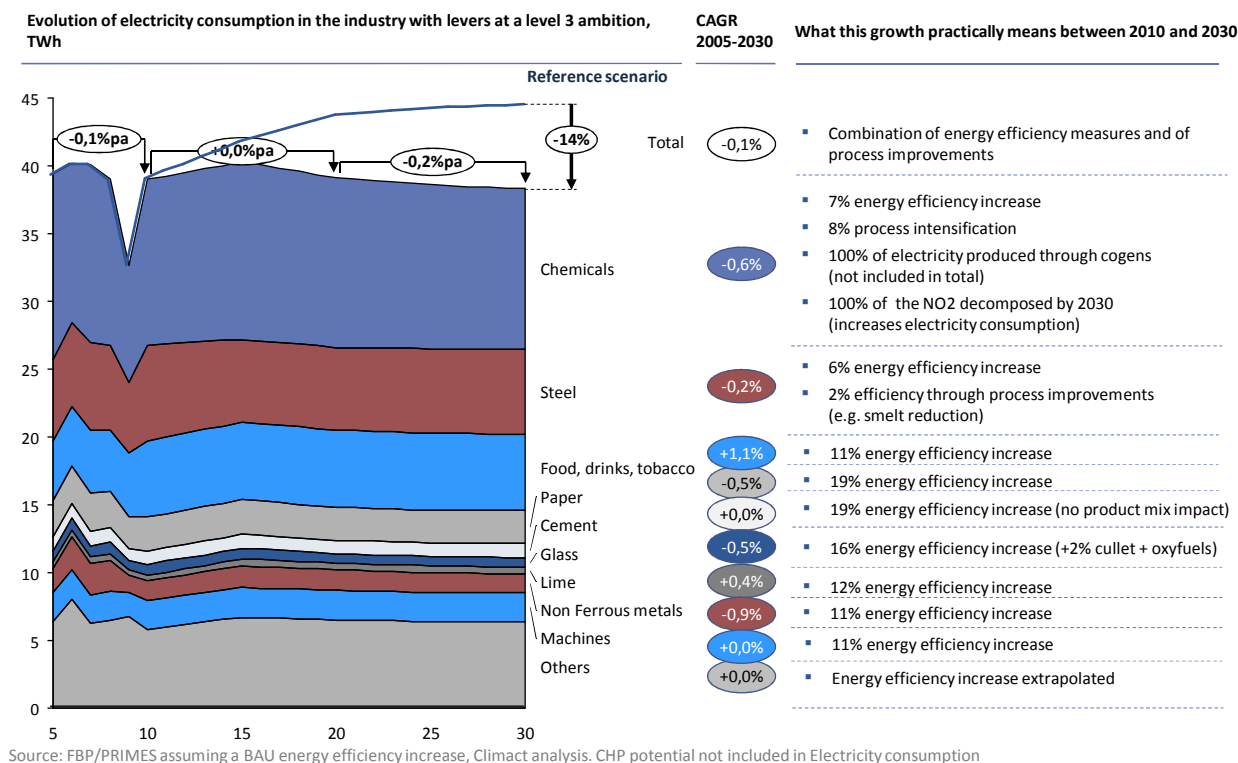 Evolution of electricity consumption in the industry with levers at a level 3 ambition,
TWh
CAGR
2005-2030
What this growth practically means between 2010 and 2030
Reference scenario
45
40
35
30
25
20
15
10
5
0
5
10
15
20
25
30
-0,1%pa
+0,0%pa
-0,2%pa
-14%
Total
-0,1%
▪ Combination of energy efficiency measures and of
process improvements
Chemicals
-0,6%
▪ 7% energy efficiency increase
▪ 8% process intensification
▪ 100% of electricity produced through cogens
(not included in total)
▪ 100% of the NO2 decomposed by 2030
(increases electricity consumption)
Steel
-0,2%
▪ 6% energy efficiency increase
▪ 2% efficiency through process improvements
(e.g. smelt reduction)
Food, drinks, tobacco
+1,1%
▪ 11% energy efficiency increase
Paper
-0,5%
▪ 19% energy efficiency increase
Cement
+0,0%
▪ 19% energy efficiency increase (no product mix impact)
Glass
-0,5%
▪ 16% energy efficiency increase (+2% cullet + oxyfuels)
Lime
+0,4%
▪ 12% energy efficiency increase
Non Ferrous metals
-0,9%
▪ 11% energy efficiency increase
Machines
+0,0%
▪ 11% energy efficiency increase
Others
+0,0%
▪ Energy efficiency increase extrapolated
Source: FBP/PRIMES assuming a BAU energy efficiency increase, Climact analysis. CHP potential not included in Electricity consumption